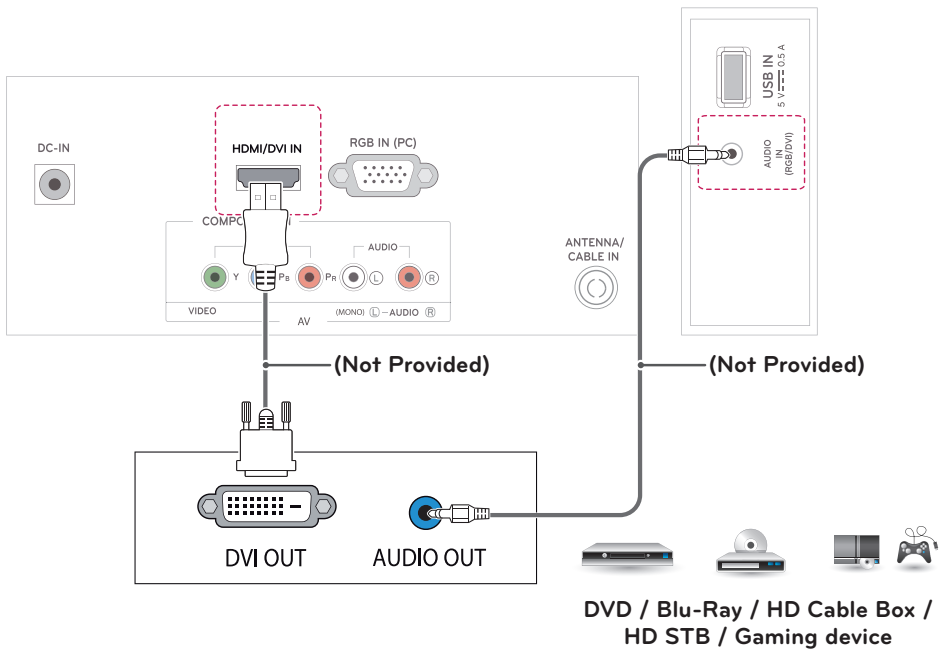 USB IN
5 V⎓0.5 A
DC-IN
HDMI/DVI IN
RGB IN (PC)
AUDIO
IN
(RGB/DVI)
AUDIO
Y
PB
PR
L
R
VIDEO
AV
(MONO) L AUDIO R
ANTENNA/
CABLE IN
(Not Provided)
(Not Provided)
DVI OUT
AUDIO OUT
DVD / Blu-Ray / HD Cable Box /
HD STB / Gaming device